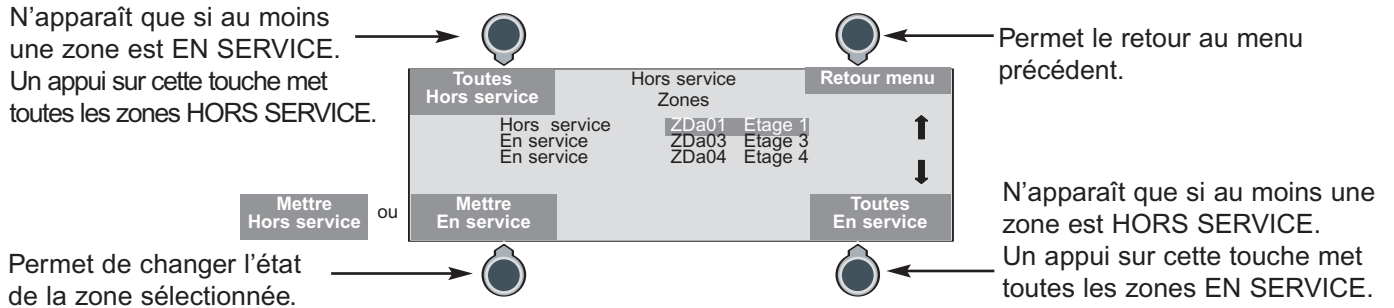 N’apparaît que si au moins
une zone est EN SERVICE.
Un appui sur cette touche met
toutes les zones HORS SERVICE.
Permet le retour au menu
précédent.
Toutes
Hors service
Hors service
Zones
Retour menu
Hors service ZDa01 Etage 1
En service ZDa03 Etage 3
En service ZDa04 Etage 4
Mettre
Hors service
ou
Mettre
En service
Toutes
En service
Permet de changer l’état
de la zone sélectionnée.
N’apparaît que si au moins une
zone est HORS SERVICE.
Un appui sur cette touche met
toutes les zones EN SERVICE.